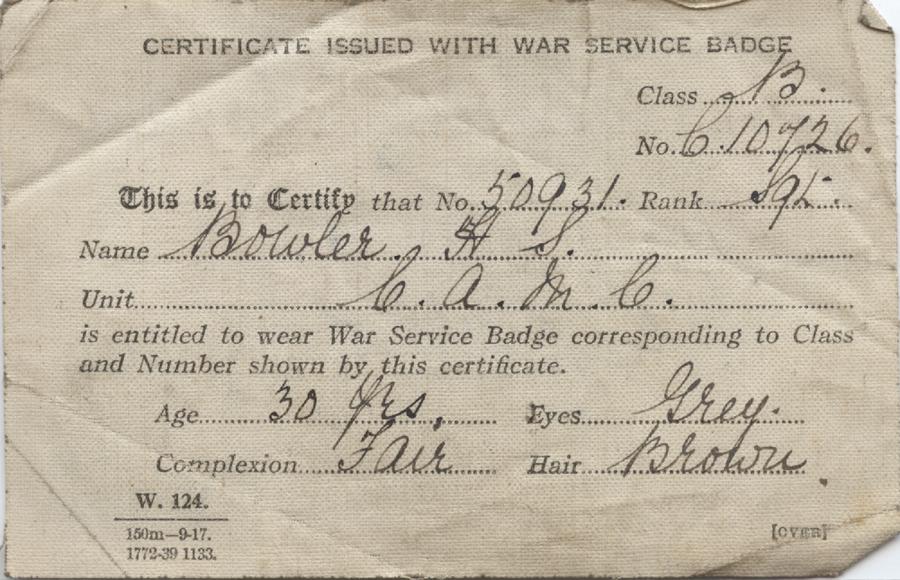 CERTIFICATE ISSUED WITH WAR SERVICE BADGE
Class B.
No. C 10726.
This is to Certify that No. 50931. Rank Sgt.
Name Bowler. H S.
Unit C. A. M. C.
is entitled to wear War Service Badge corresponding to Class
and Number shown by this certificate.
Age 30 Yrs. Eyes Grey.
Complexion Fair Hair Brown
W. 124.
150m—9-17.
1772-39 1133.
[OVER]